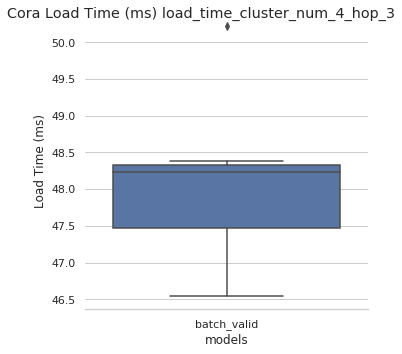 Cora Load Time (ms) load_time_cluster_num_4_hop_3
50.0
49.5
49.0
48.5
48.0
47.5
47.0
46.5
Load Time (ms)
batch_valid
models